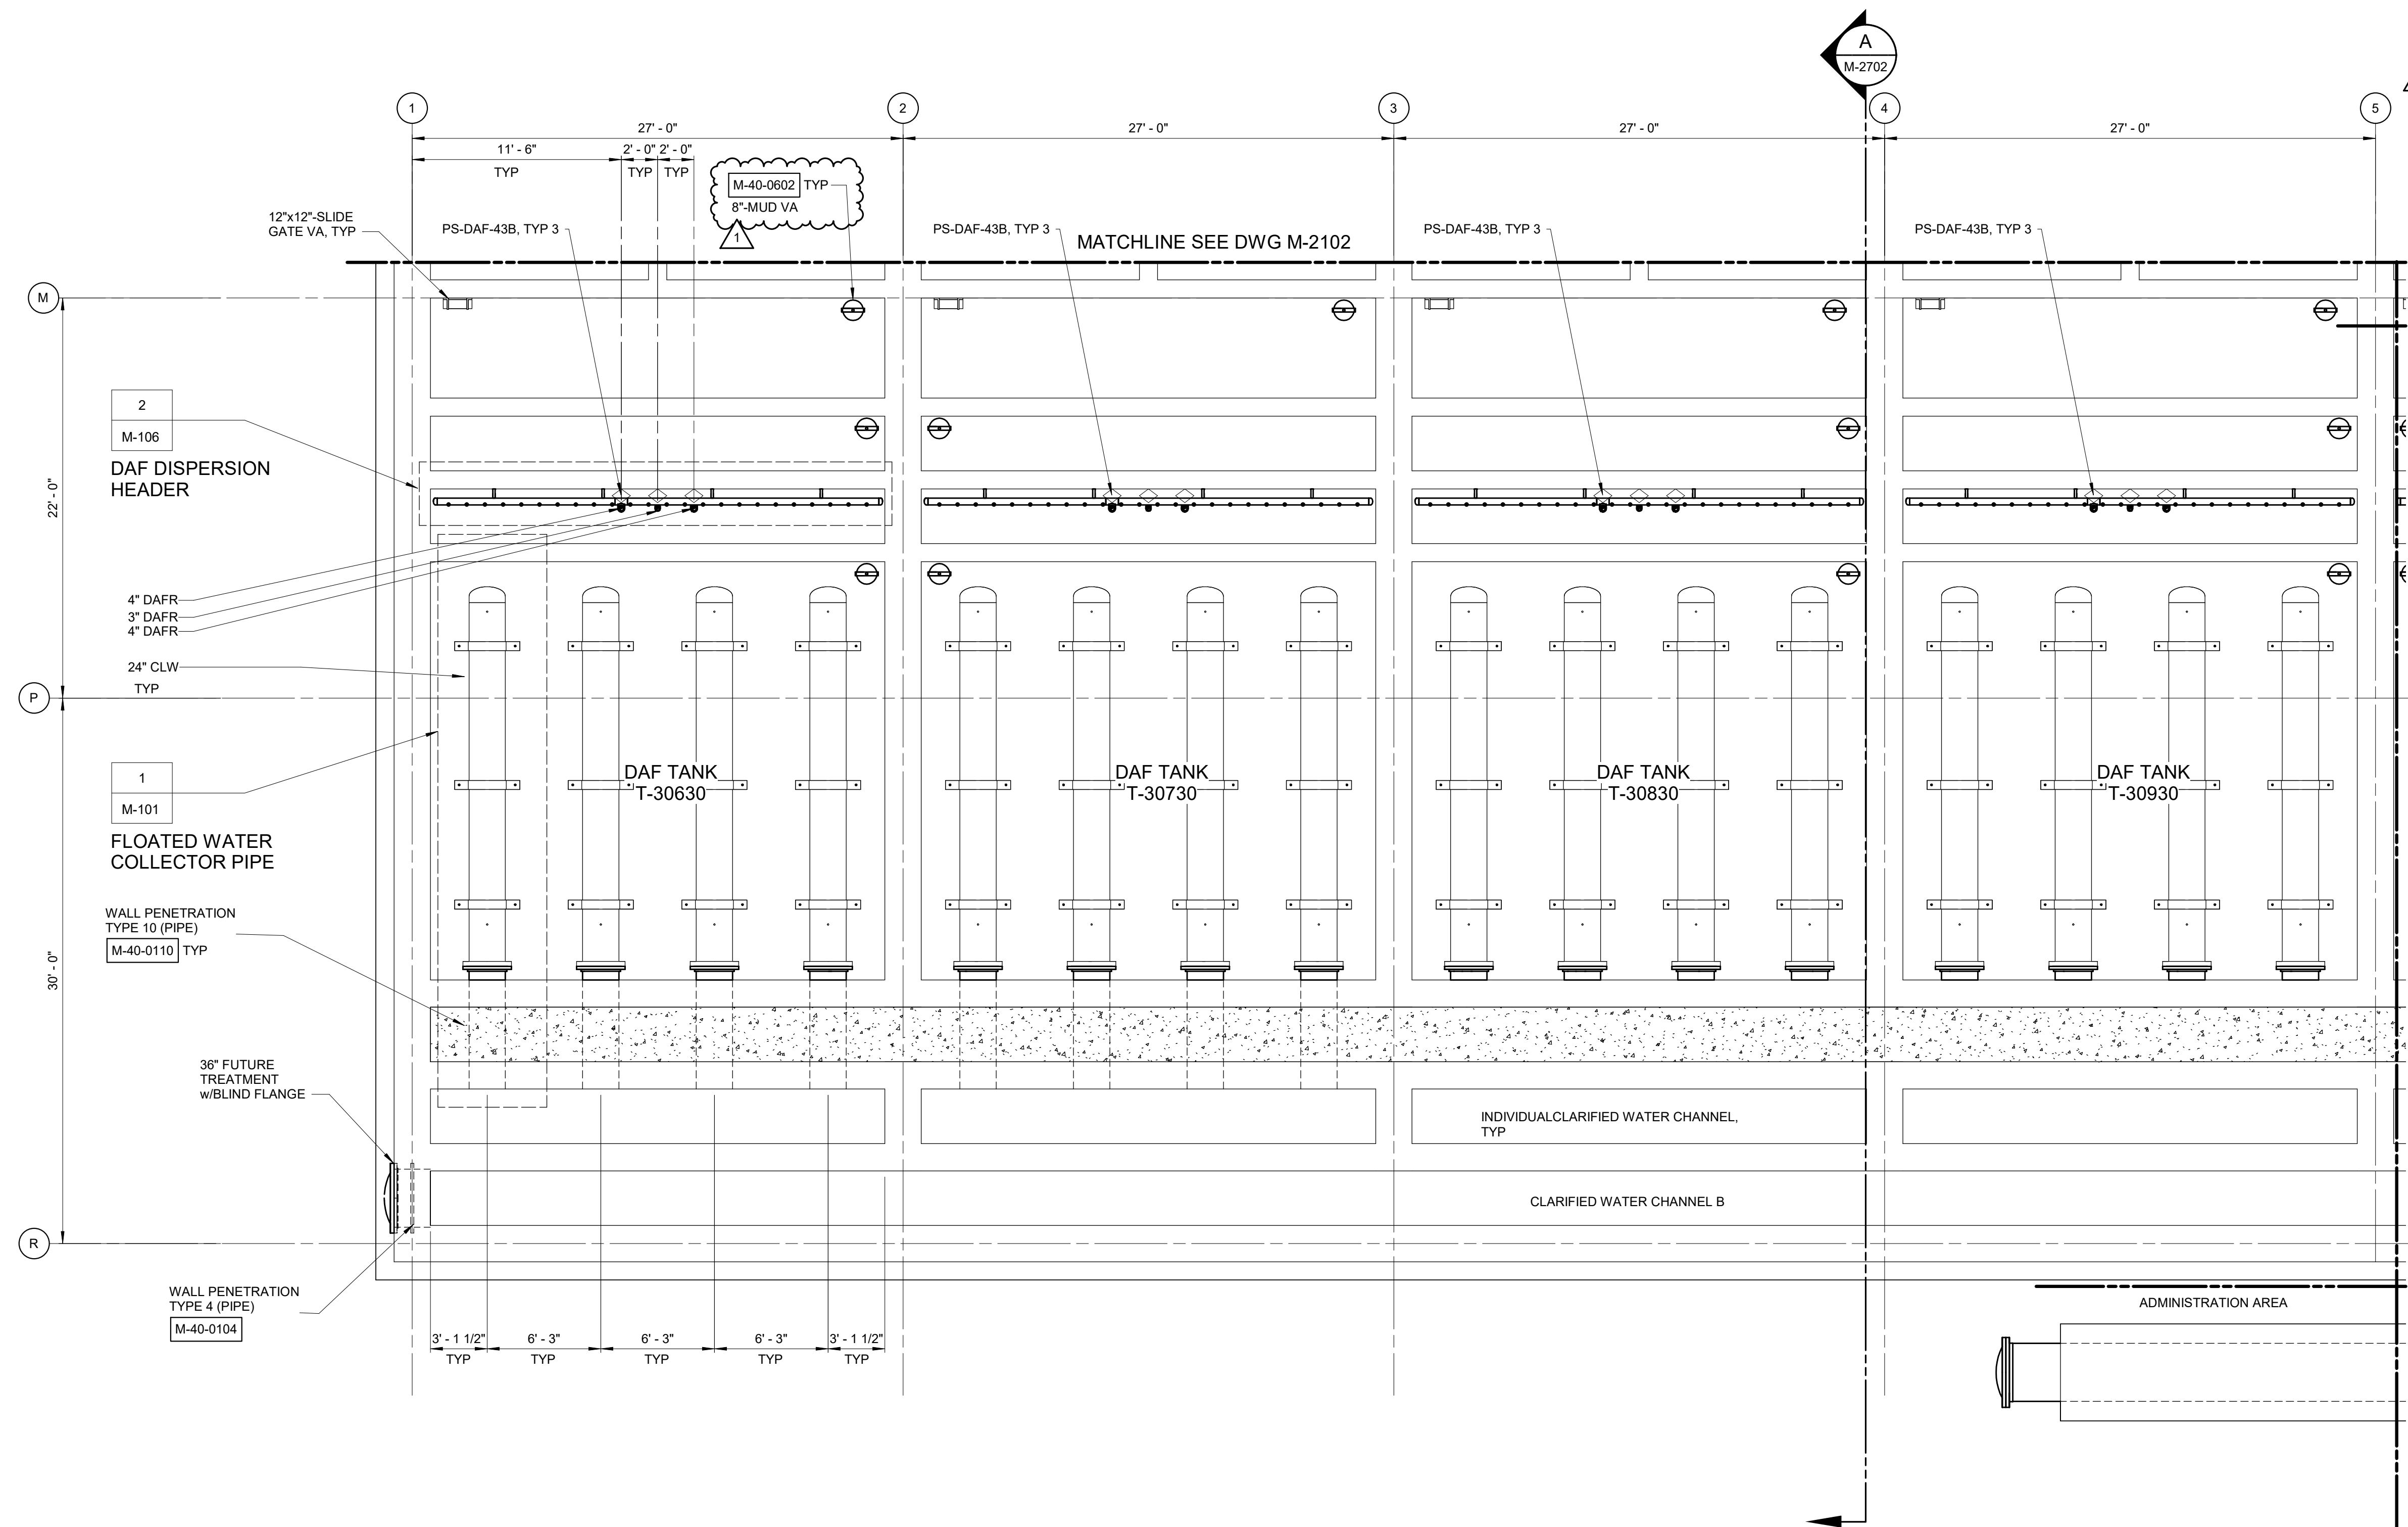 A
M-2702
1
2
3
4
5
27' - 0"
27' - 0"
27' - 0"
27' - 0"
11' - 6"
TYP
2' - 0"
TYP
2' - 0"
TYP
M-40-0602 TYP
8"-MUD VA
1
12"x12"-SLIDE
GATE VA, TYP
PS-DAF-43B, TYP 3
PS-DAF-43B, TYP 3
PS-DAF-43B, TYP 3
PS-DAF-43B, TYP 3
MATCHLINE SEE DWG M-2102
M
2
M-106
DAF DISPERSION
HEADER
22' - 0"
4" DAFR
3" DAFR
4" DAFR
24" CLW
TYP
P
1
M-101
FLOATED WATER
COLLECTOR PIPE
DAF TANK
T-30630
DAF TANK
T-30730
DAF TANK
T-30830
DAF TANK
T-30930
WALL PENETRATION
TYPE 10 (PIPE)
M-40-0110 TYP
30' - 0"
36" FUTURE
TREATMENT
w/BLIND FLANGE
INDIVIDUALCLARIFIED WATER CHANNEL,
TYP
CLARIFIED WATER CHANNEL B
R
WALL PENETRATION
TYPE 4 (PIPE)
M-40-0104
ADMINISTRATION AREA
3' - 1 1/2"
TYP
6' - 3"
TYP
6' - 3"
TYP
6' - 3"
TYP
3' - 1 1/2"
TYP